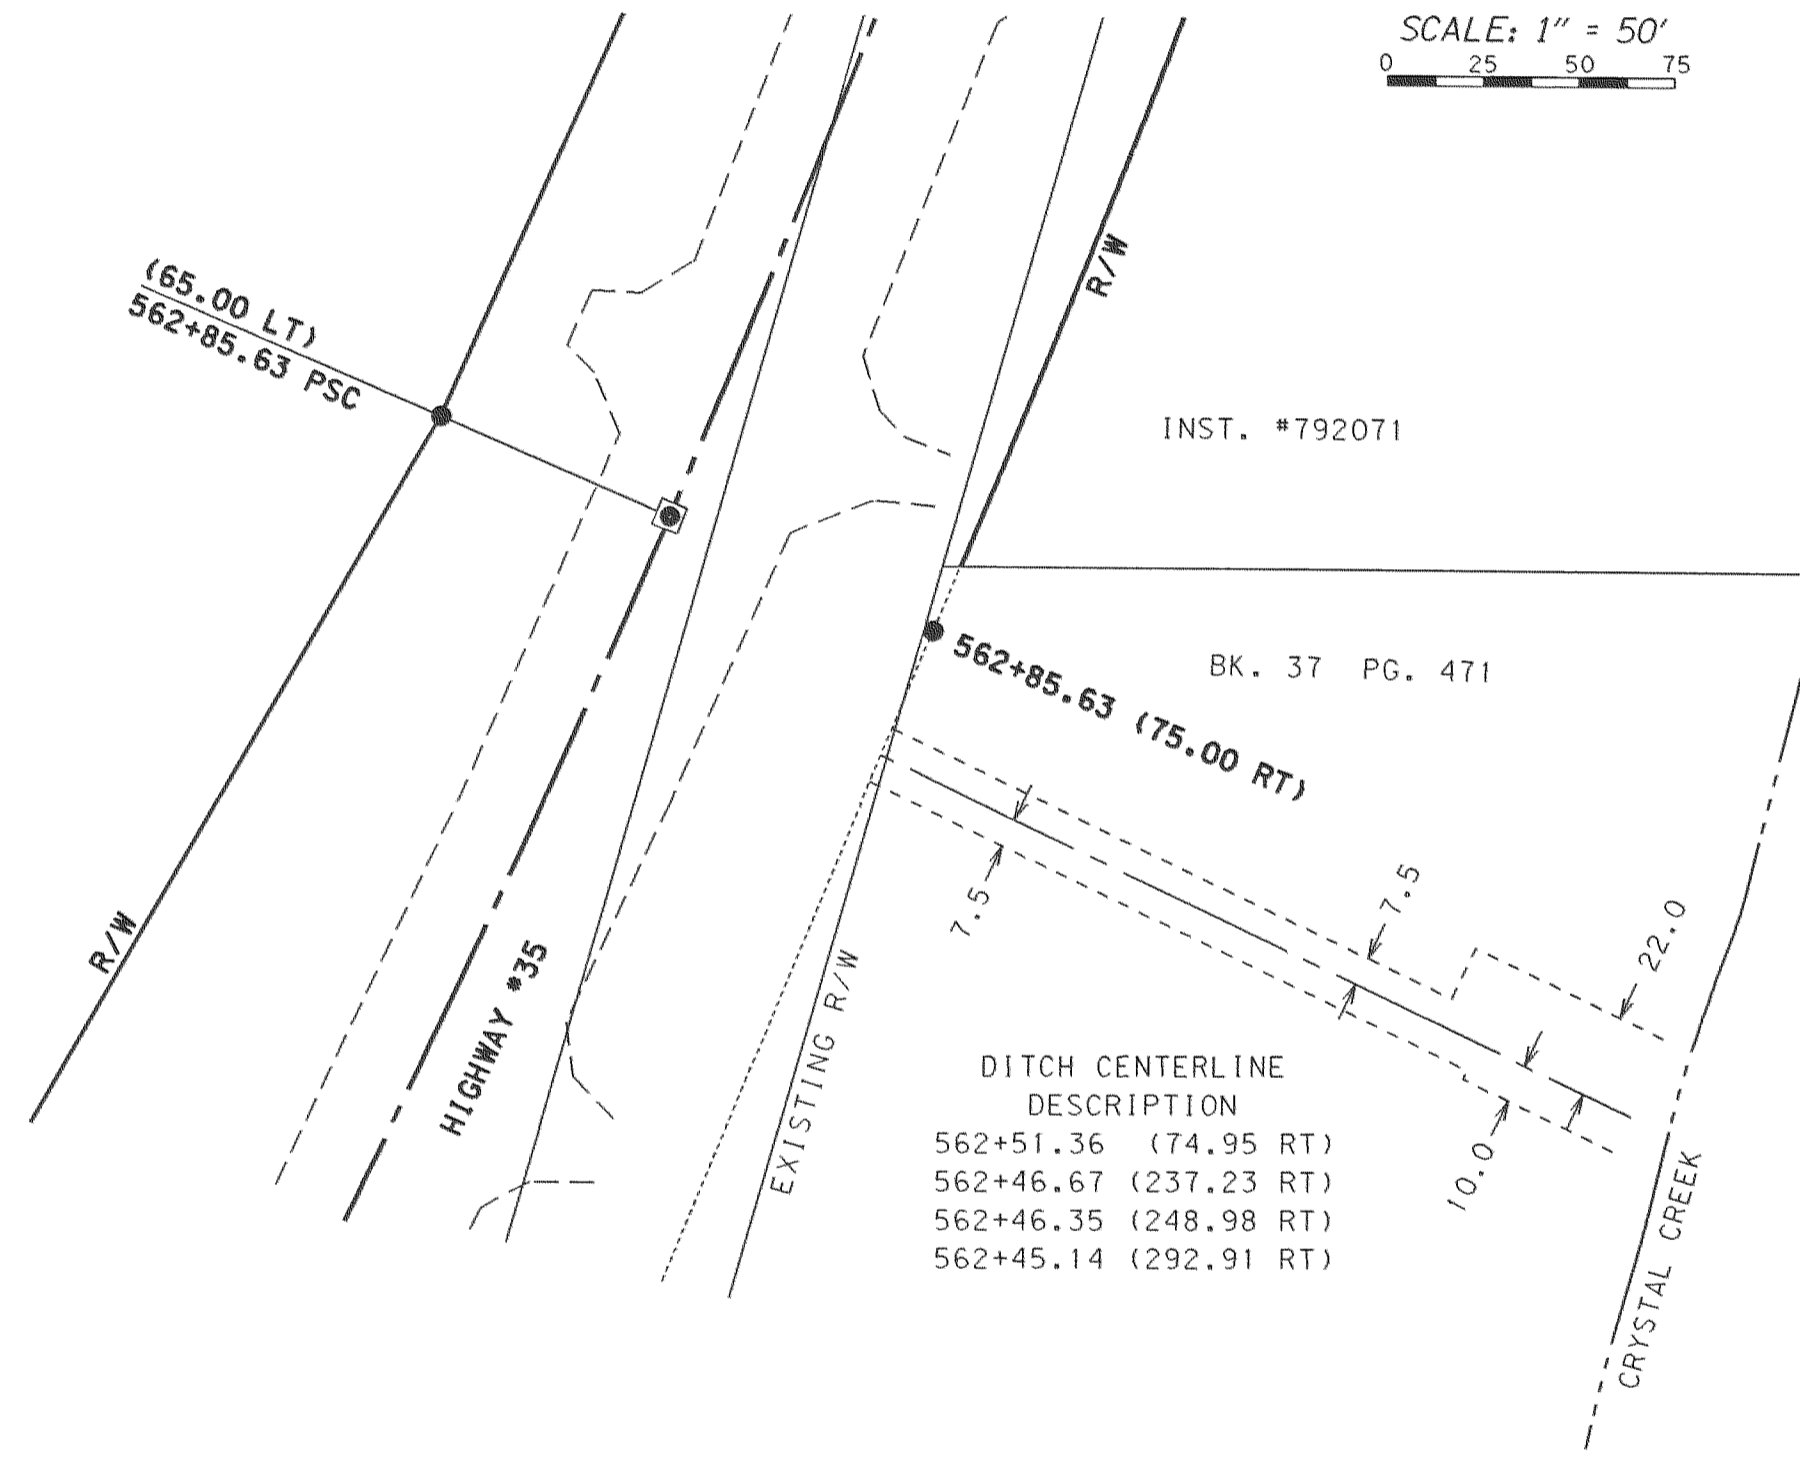 SCALE: 1" = 50'
0 25 50 75
(65.00 LT)
562+85.63 PSC
R/W
INST. #792071
562+85.63 (75.00 RT)
BK. 37 PG. 471
R/W
HIGHWAY #35
EXISTING R/W
7.5
7.5
22.0
10.0
DITCH CENTERLINE
DESCRIPTION
562+51.36 (74.95 RT)
562+46.67 (237.23 RT)
562+46.35 (248.98 RT)
562+45.14 (292.91 RT)
CRYSTAL CREEK